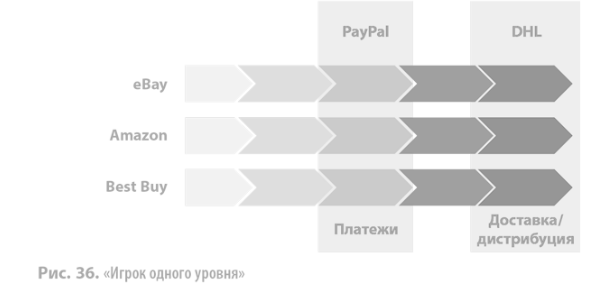 PayPal
DHL
eBay
Amazon
Best Buy
Платежи
Доставка/
дистрибуция
Рис. 36. «Игрок одного уровня»